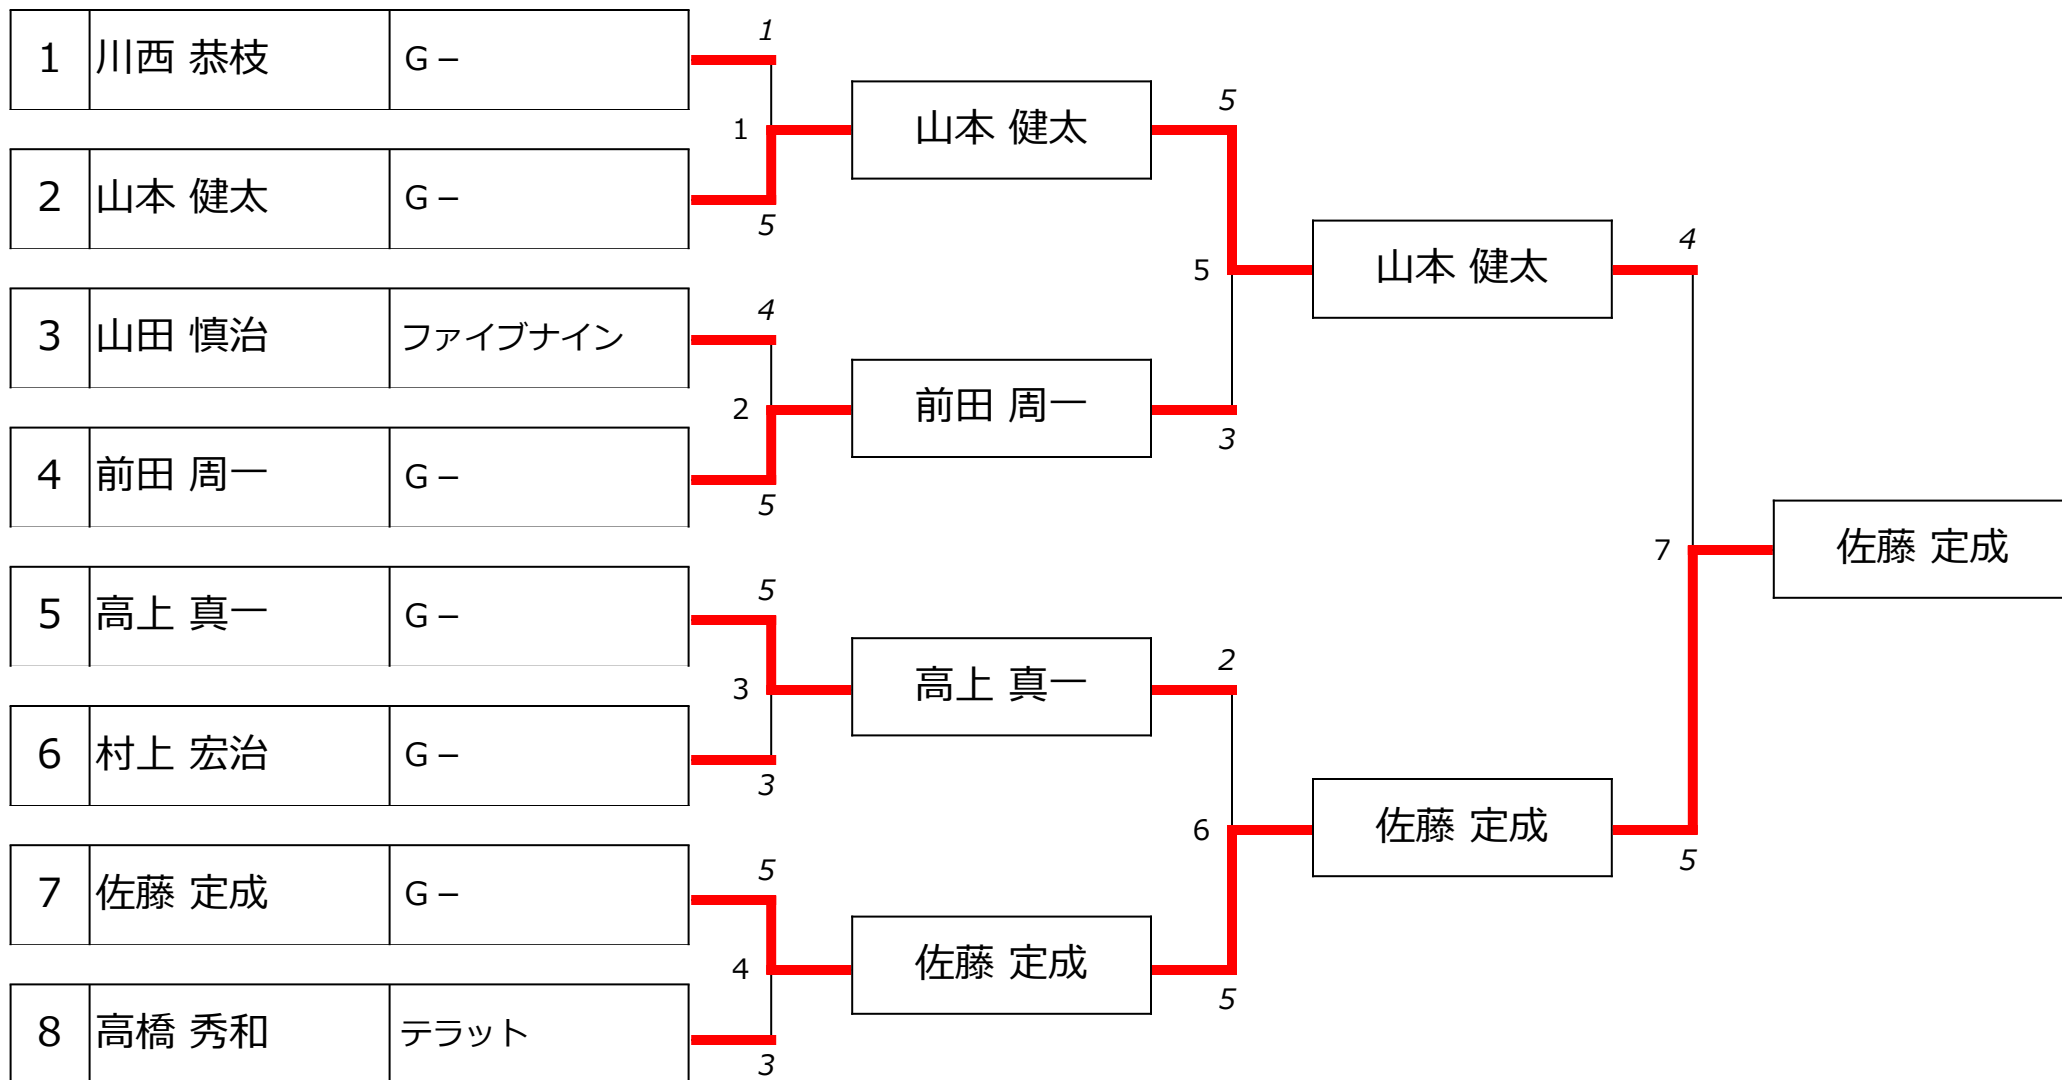 1 川西 恭枝 G－
2 山本 健太 G－
3 山田 慎治 ファイブナイン
4 前田 周一 G－
5 高上 真一 G－
6 村上 宏治 G－
7 佐藤 定成 G－
8 高橋 秀和 テラット
1
1
5
4
2
5
5
3
3
5
4
3
山本 健太
前田 周一
高上 真一
佐藤 定成
5
5
3
2
6
5
山本 健太
佐藤 定成
4
7
5
佐藤 定成